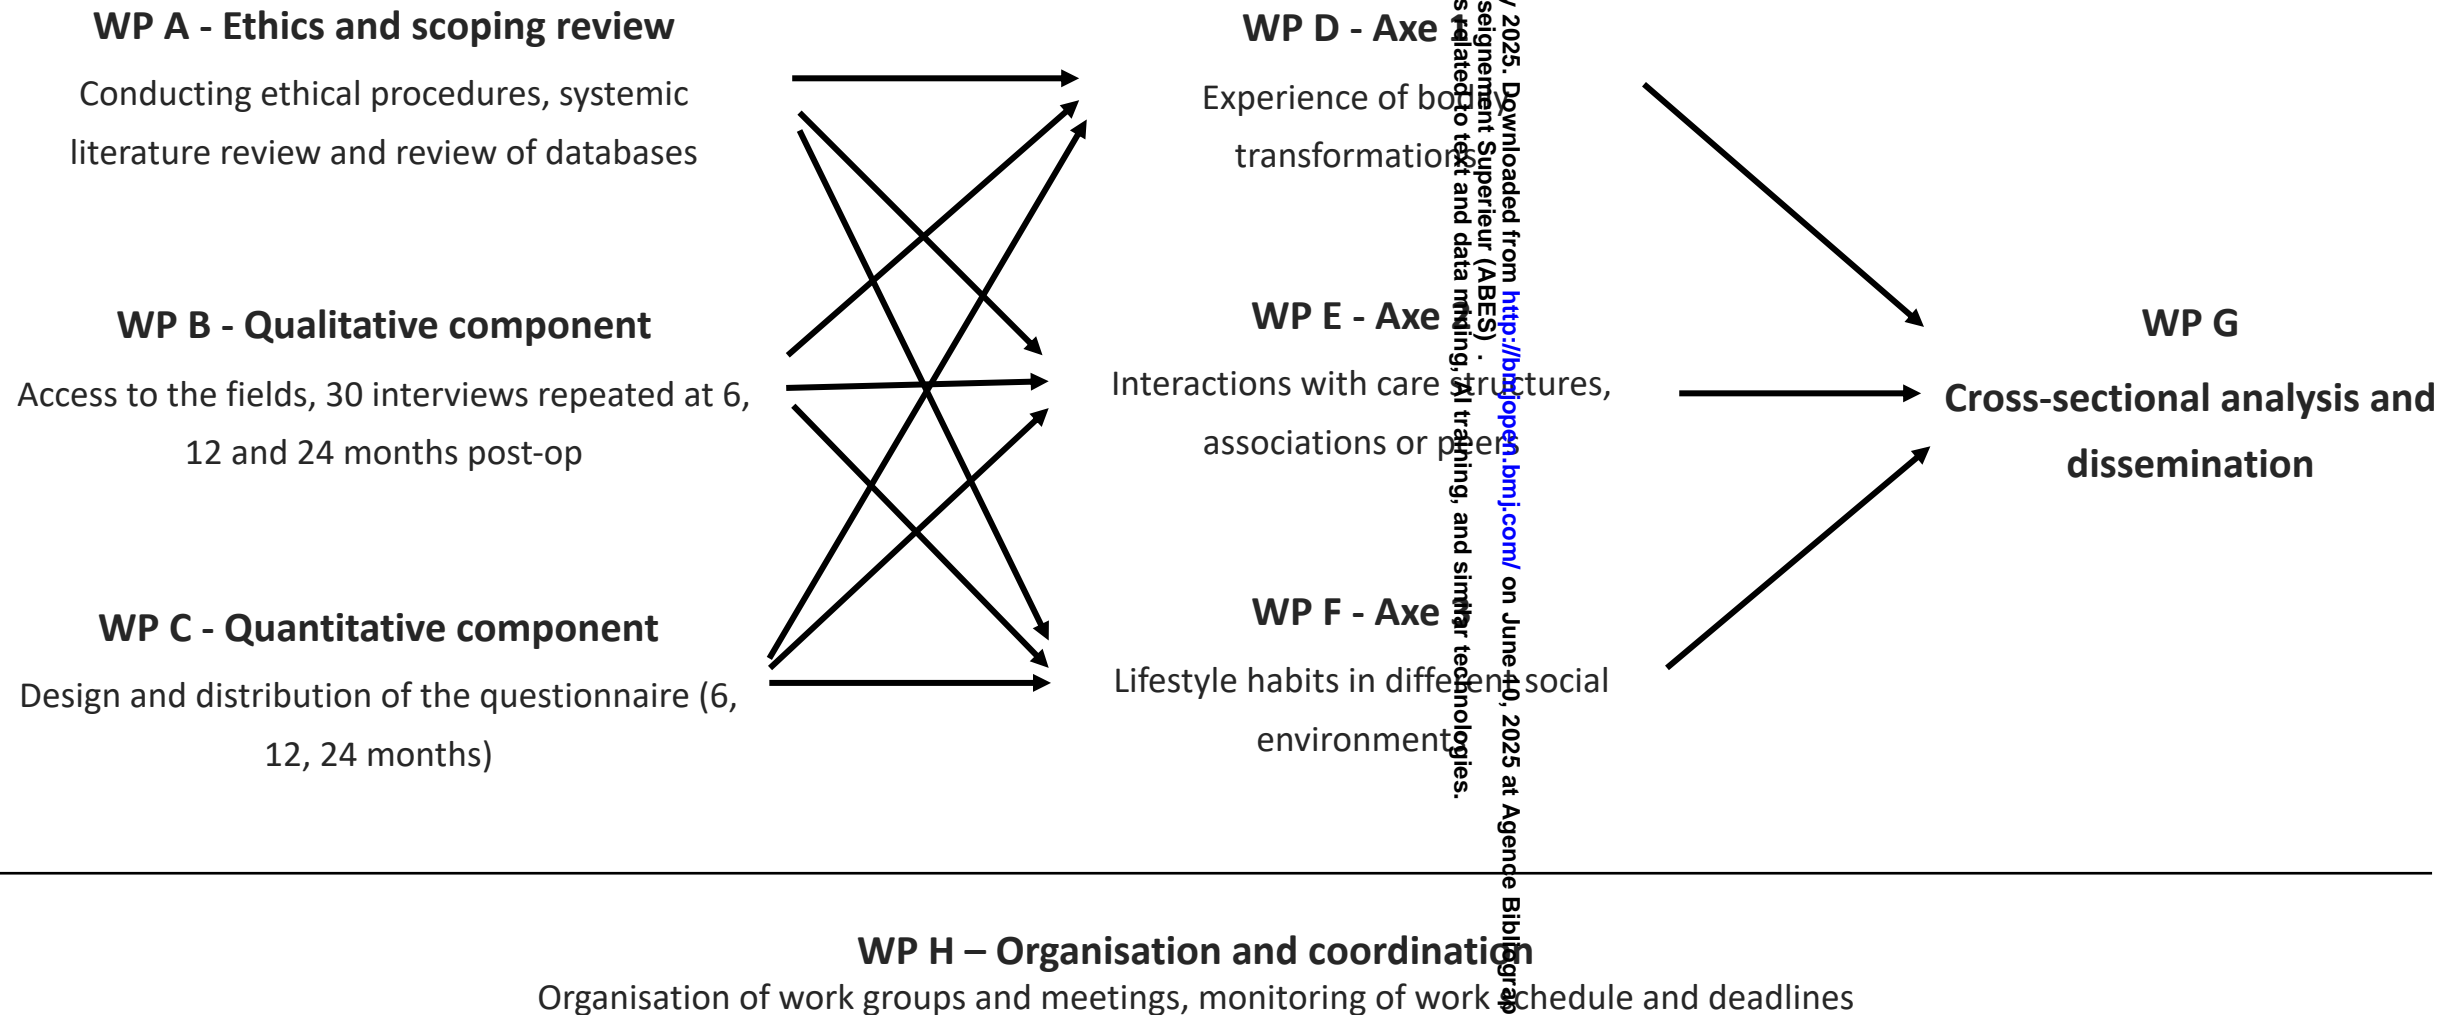 WP A - Ethics and scoping review
Conducting ethical procedures, systemic
literature review and review of databases
WP B - Qualitative component
Access to the fields, 30 interviews repeated at 6,
12 and 24 months post-op
WP C - Quantitative component
Design and distribution of the questionnaire (6,
12, 24 months)
WP D - Axe
Experience of bodily
transformations
WP E - Axe
Interactions with care structures,
associations or peers
WP F - Axe
Lifestyle habits in different social
environments
WP G
Cross-sectional analysis and
dissemination
WP H – Organisation and coordination
Organisation of work groups and meetings, monitoring of work schedule and deadlines
2025. Downloaded from http://bmjopen.bmj.com/ on June 10, 2025 at Agence Bibliograp
seignement Superieur (ABES) .
s related to text and data mining, AI training, and similar technologies.